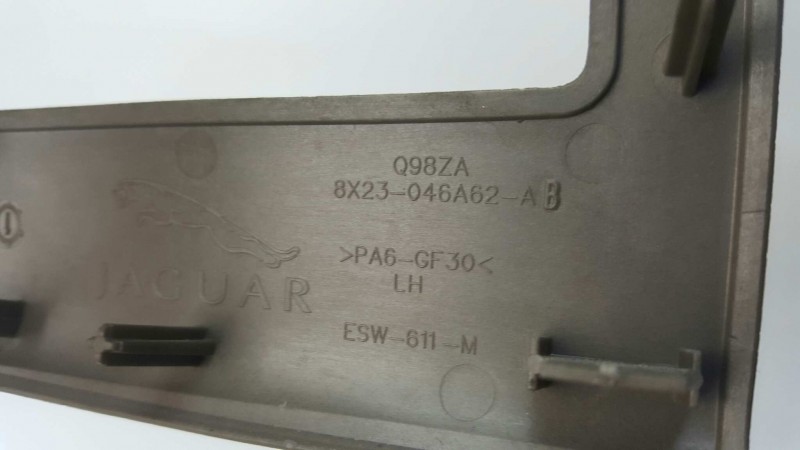 Q98ZA
8X23-046A62-AB
>PA6-GF30<
LH
JAGUAR
ESW-611-M